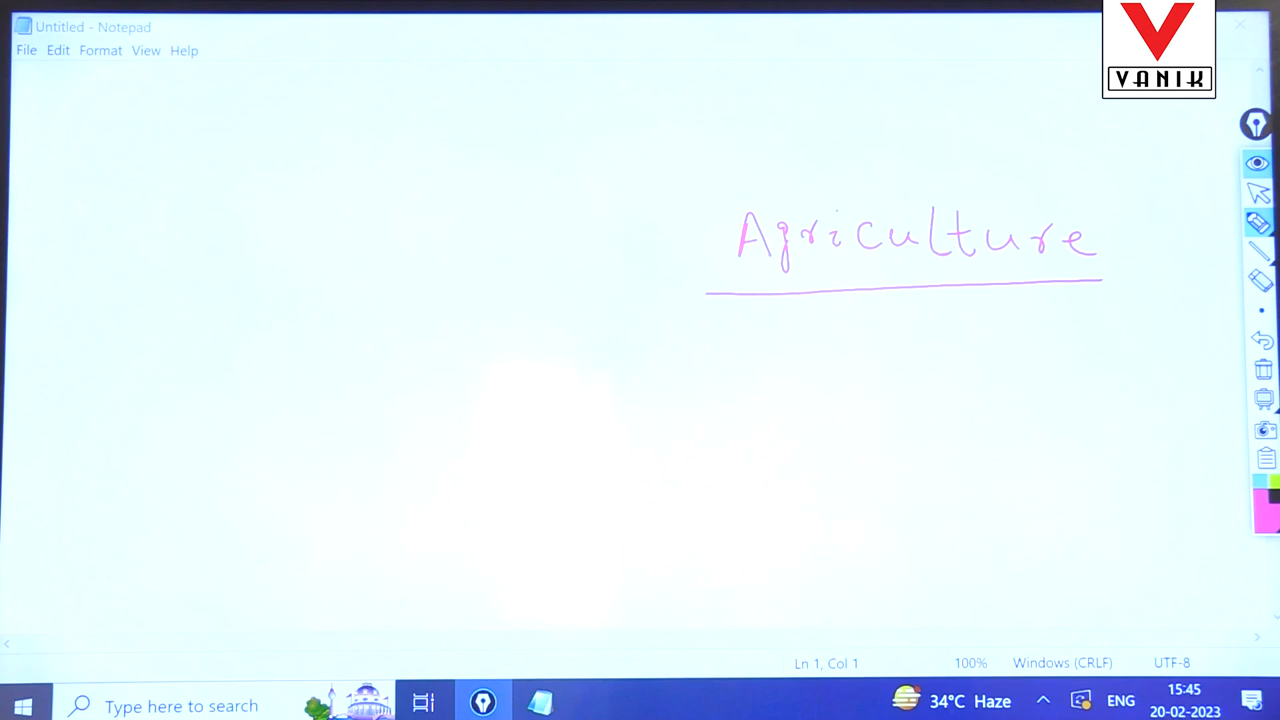 Untitled - Notepad
VANIK
File Edit Format View Help
Agriculture
Ln 1, Col 1 100% Windows (CRLF) UTF-8
Type here to search
34°C Haze
ENG
15:45
20-02-2023